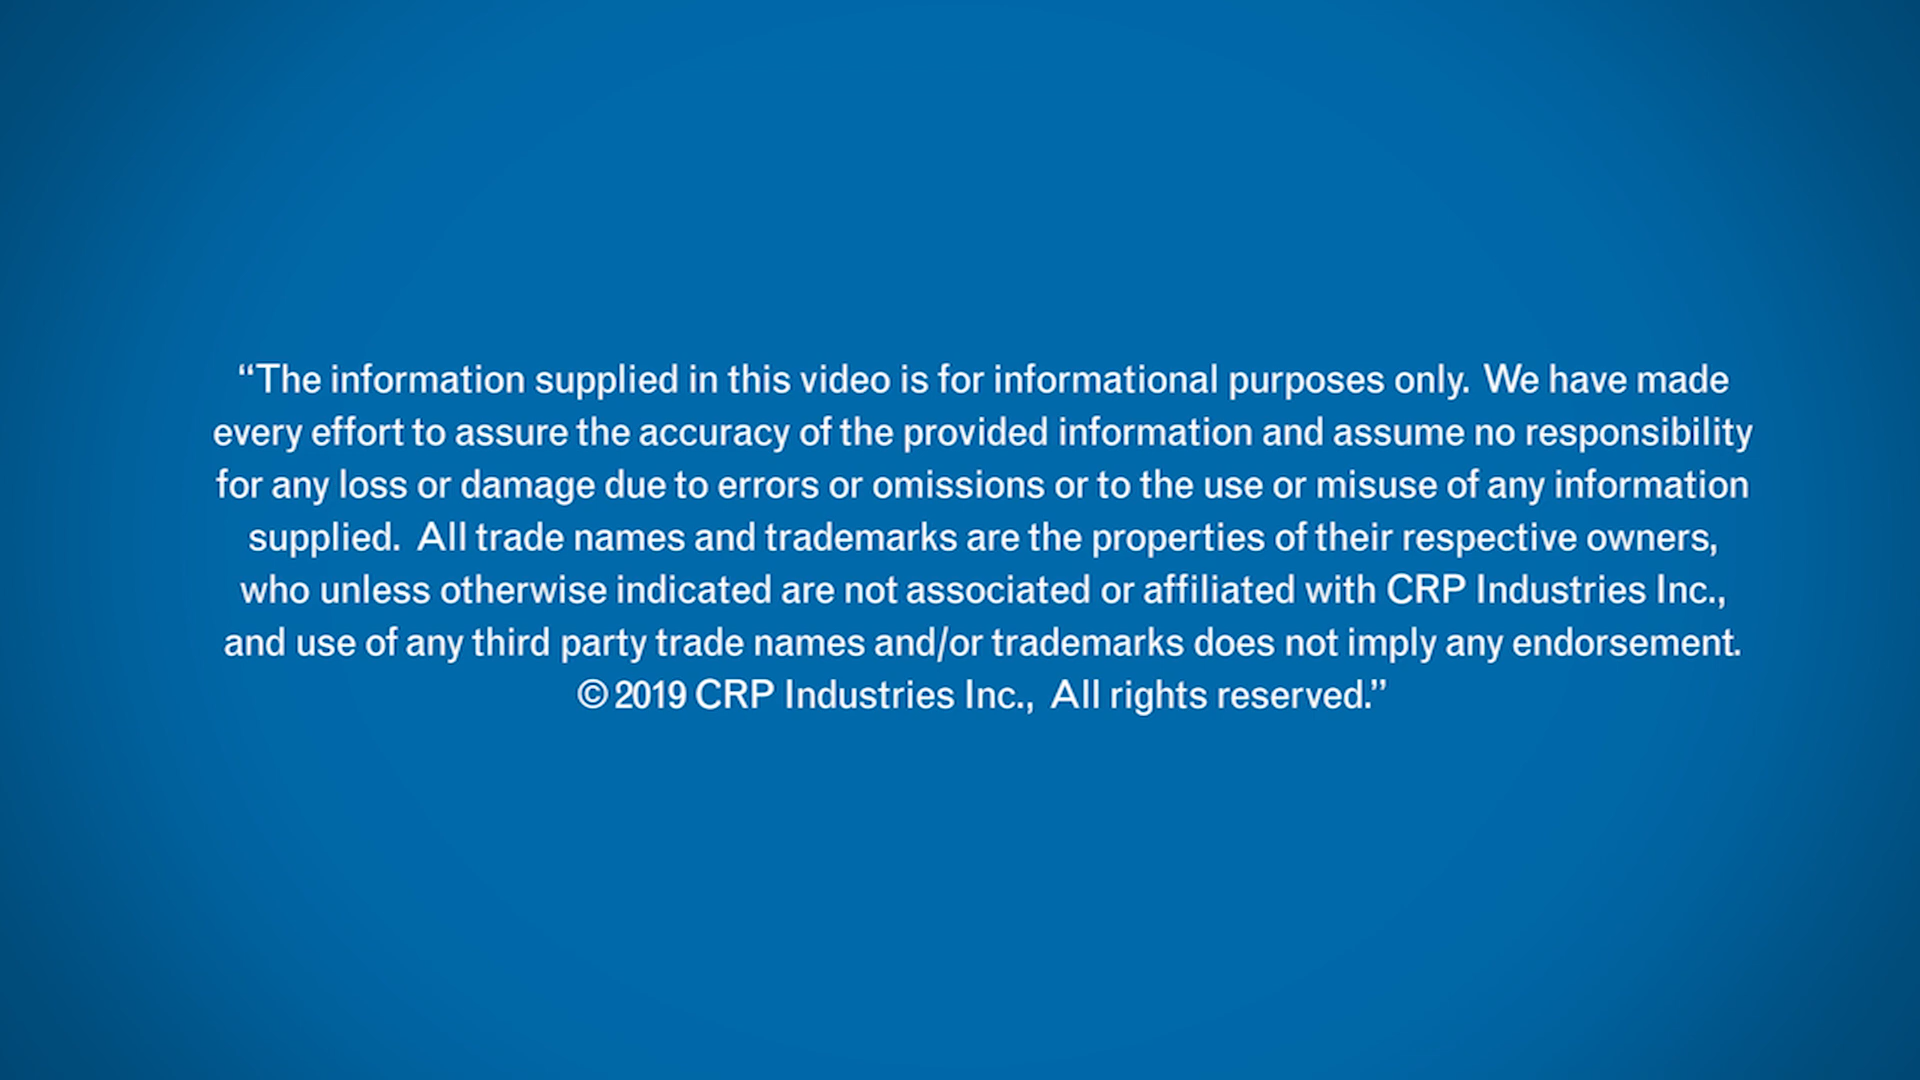 “The information supplied in this video is for informational purposes only.  We have made
every effort to assure the accuracy of the provided information and assume no responsibility
for any loss or damage due to errors or omissions or to the use or misuse of any information
supplied.  All trade names and trademarks are the properties of their respective owners,
who unless otherwise indicated are not associated or affiliated with CRP Industries Inc.,
and use of any third party trade names and/or trademarks does not imply any endorsement.
© 2019 CRP Industries Inc.,  All rights reserved.”